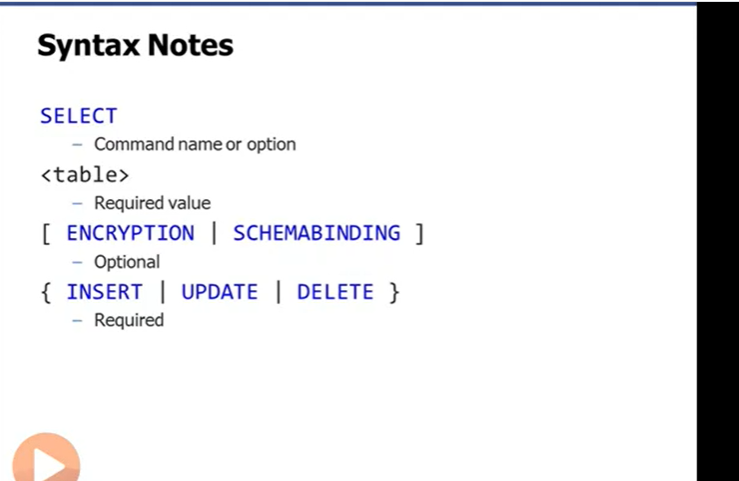 Syntax Notes
SELECT
– Command name or option
<table>
– Required value
[ ENCRYPTION | SCHEMABINDING ]
– Optional
{ INSERT | UPDATE | DELETE }
– Required